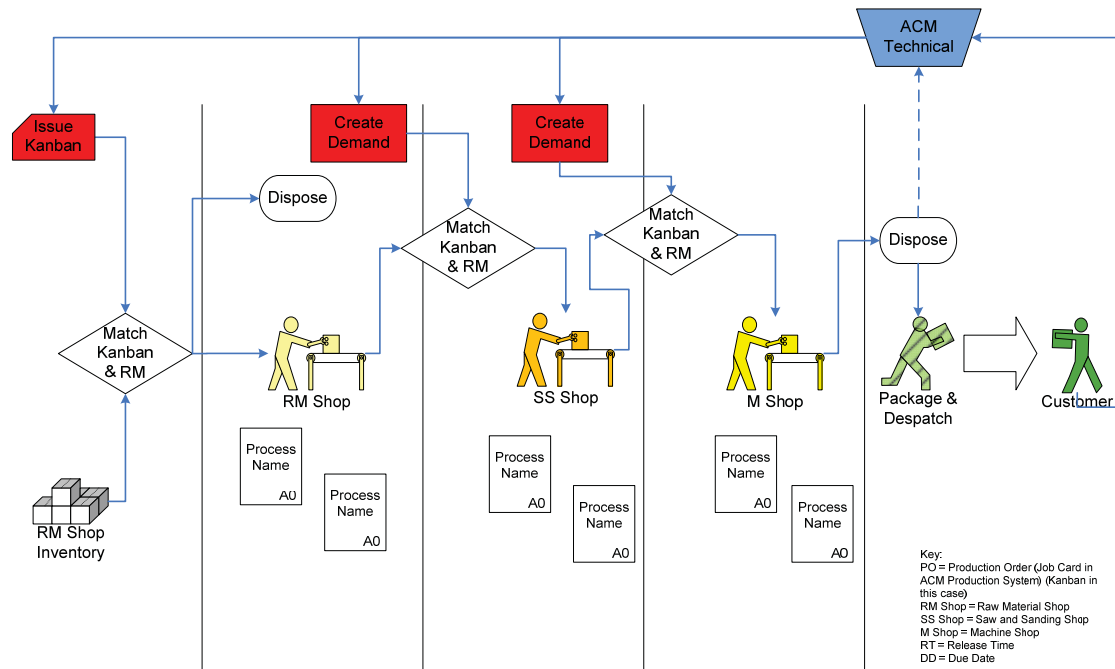 ACM
Technical
Issue
Kanban
Create
Demand
Create
Demand
Dispose
Match
Kanban
& RM
Match
Kanban
& RM
Dispose
Match
Kanban
& RM
RM Shop
SS Shop
M Shop
Package &
Despatch
Customer
Process
Name
A0
Process
Name
A0
Process
Name
A0
Process
Name
A0
Process
Name
A0
Process
Name
A0
RM Shop
Inventory
Key:
PO = Production Order (Job Card in
ACM Production System) (Kanban in
this case)
RM Shop = Raw Material Shop
SS Shop = Saw and Sanding Shop
M Shop = Machine Shop
RT = Release Time
DD = Due Date